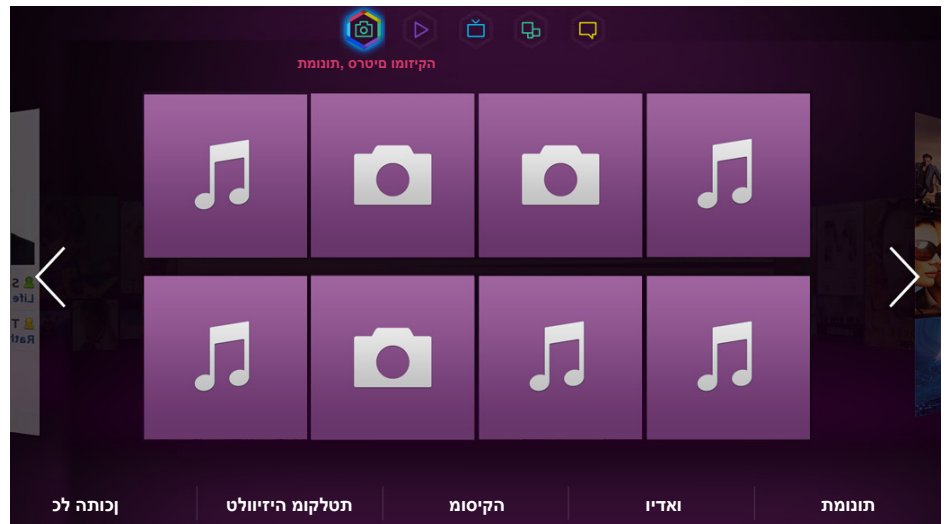 הקיזומו םיטרס ,תונומת
תונומת
ואדיו
הקיסומ
תטלקומ היזיוולט
ןכותה לכ